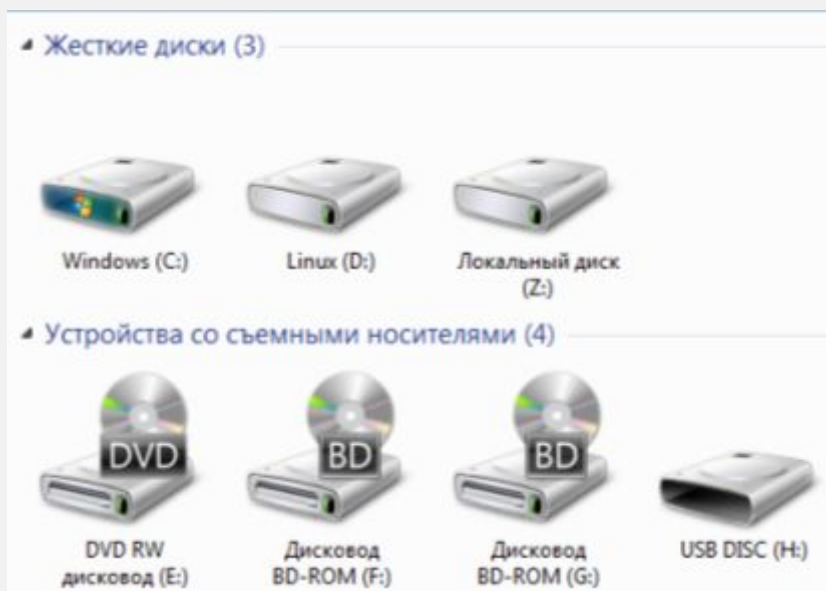 Жесткие диски (3)
Windows (C:)
Linux (D:)
Локальный диск
(Z:)
Устройства со съемными носителями (4)
DVD
BD
BD
DVD RW
дисковод (E:)
Дисковод
BD-ROM (F:)
Дисковод
BD-ROM (G:)
USB DISC (H:)